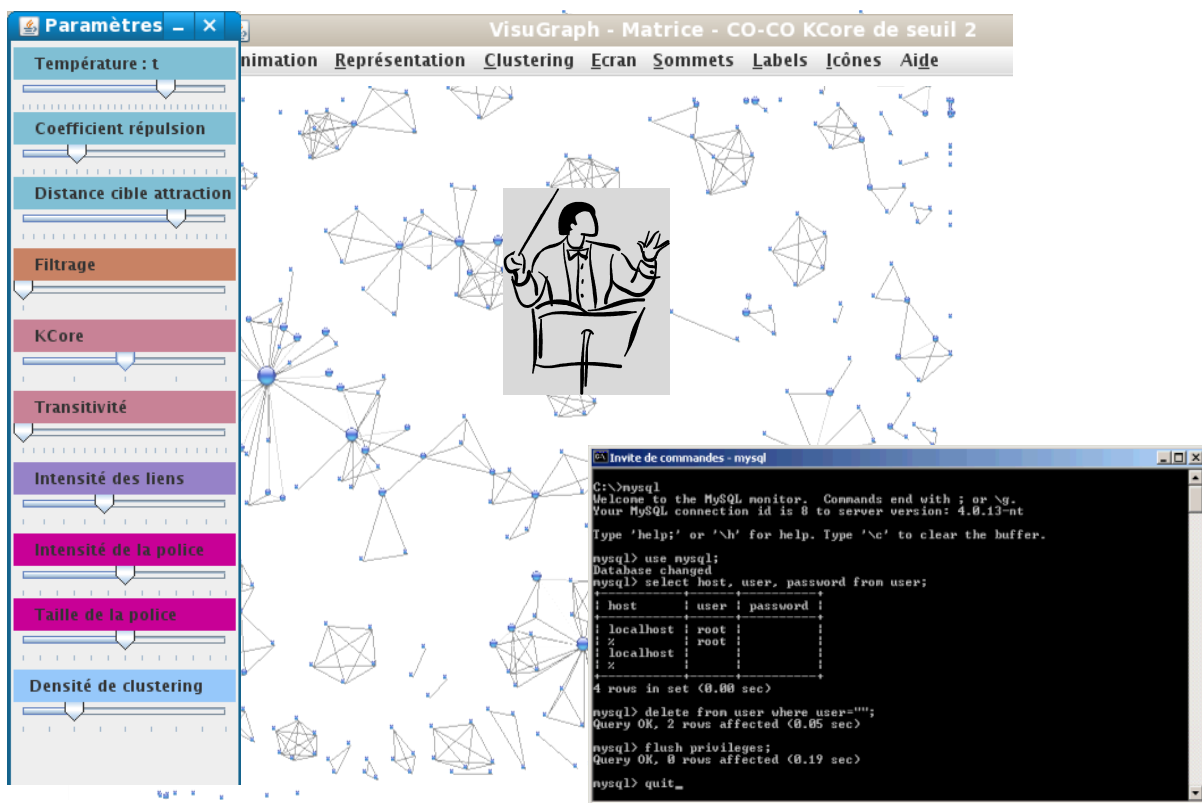 Paramètres
VisuGraph - Matrice - CO-CO KCore de seuil 2
nimation Représentation Clustering Ecran Sommets Labels Icônes Aide
Température : t
Coefficient répulsion
Distance cible attraction
Filtrage
KCore
Transitivité
Intensité des liens
Intensité de la police
Taille de la police
Densité de clustering
Invite de commandes - mysql
C:\>mysql
Welcome to the MySQL monitor.  Commands end with ; or \g.
Your MySQL connection id is 8 to server version: 4.0.13-nt
Type 'help;' or '\h' for help. Type '\c' to clear the buffer.
mysql> use mysql;
Database changed
mysql> select host, user, password from user;
+-----------+------+----------+
| host      | user | password |
+-----------+------+----------+
| localhost | root |          |
| %         | root |          |
| localhost |      |          |
| %         |      |          |
+-----------+------+----------+
4 rows in set (0.00 sec)
mysql> delete from user where user="";
Query OK, 2 rows affected (0.05 sec)
mysql> flush privileges;
Query OK, 0 rows affected (0.19 sec)
mysql> quit_